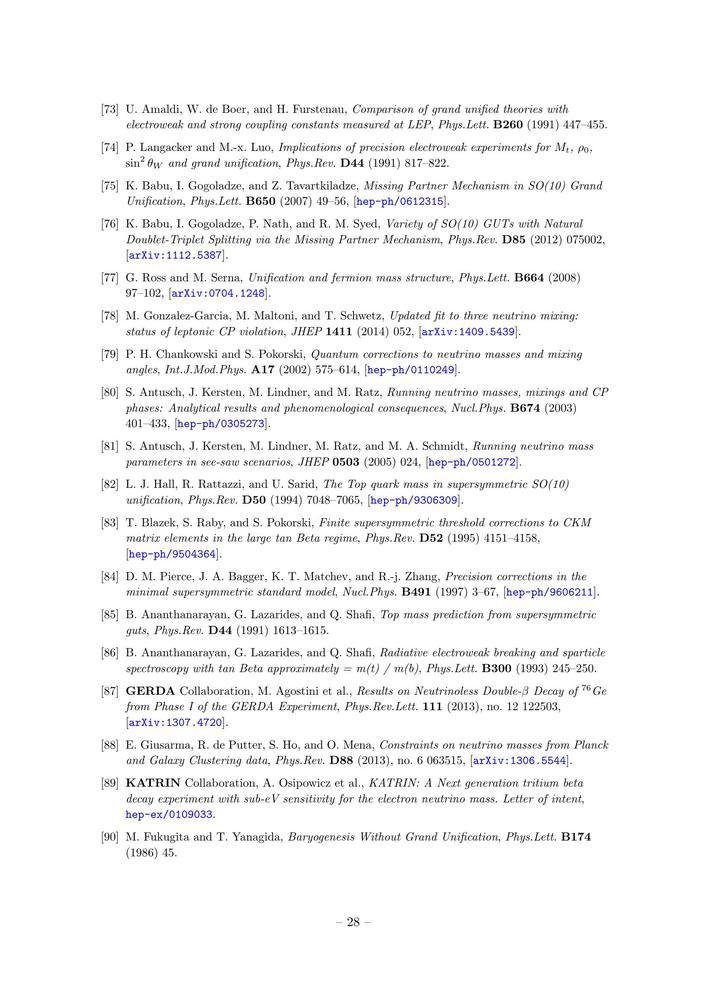 [73] U. Amaldi, W. de Boer, and H. Furstenau, Comparison of grand unified theories with
electroweak and strong coupling constants measured at LEP, Phys.Lett. B260 (1991) 447–455.
[74] P. Langacker and M.-x. Luo, Implications of precision electroweak experiments for Mt, ρ0,
sin² θW and grand unification, Phys.Rev. D44 (1991) 817–822.
[75] K. Babu, I. Gogoladze, and Z. Tavartkiladze, Missing Partner Mechanism in SO(10) Grand
Unification, Phys.Lett. B650 (2007) 49–56, [hep-ph/0612315].
[76] K. Babu, I. Gogoladze, P. Nath, and R. M. Syed, Variety of SO(10) GUTs with Natural
Doublet-Triplet Splitting via the Missing Partner Mechanism, Phys.Rev. D85 (2012) 075002,
[arXiv:1112.5387].
[77] G. Ross and M. Serna, Unification and fermion mass structure, Phys.Lett. B664 (2008)
97–102, [arXiv:0704.1248].
[78] M. Gonzalez-Garcia, M. Maltoni, and T. Schwetz, Updated fit to three neutrino mixing:
status of leptonic CP violation, JHEP 1411 (2014) 052, [arXiv:1409.5439].
[79] P. H. Chankowski and S. Pokorski, Quantum corrections to neutrino masses and mixing
angles, Int.J.Mod.Phys. A17 (2002) 575–614, [hep-ph/0110249].
[80] S. Antusch, J. Kersten, M. Lindner, and M. Ratz, Running neutrino masses, mixings and CP
phases: Analytical results and phenomenological consequences, Nucl.Phys. B674 (2003)
401–433, [hep-ph/0305273].
[81] S. Antusch, J. Kersten, M. Lindner, M. Ratz, and M. A. Schmidt, Running neutrino mass
parameters in see-saw scenarios, JHEP 0503 (2005) 024, [hep-ph/0501272].
[82] L. J. Hall, R. Rattazzi, and U. Sarid, The Top quark mass in supersymmetric SO(10)
unification, Phys.Rev. D50 (1994) 7048–7065, [hep-ph/9306309].
[83] T. Blazek, S. Raby, and S. Pokorski, Finite supersymmetric threshold corrections to CKM
matrix elements in the large tan Beta regime, Phys.Rev. D52 (1995) 4151–4158,
[hep-ph/9504364].
[84] D. M. Pierce, J. A. Bagger, K. T. Matchev, and R.-j. Zhang, Precision corrections in the
minimal supersymmetric standard model, Nucl.Phys. B491 (1997) 3–67, [hep-ph/9606211].
[85] B. Ananthanarayan, G. Lazarides, and Q. Shafi, Top mass prediction from supersymmetric
guts, Phys.Rev. D44 (1991) 1613–1615.
[86] B. Ananthanarayan, G. Lazarides, and Q. Shafi, Radiative electroweak breaking and sparticle
spectroscopy with tan Beta approximately = m(t) / m(b), Phys.Lett. B300 (1993) 245–250.
[87] GERDA Collaboration, M. Agostini et al., Results on Neutrinoless Double-β Decay of ⁷⁶Ge
from Phase I of the GERDA Experiment, Phys.Rev.Lett. 111 (2013), no. 12 122503,
[arXiv:1307.4720].
[88] E. Giusarma, R. de Putter, S. Ho, and O. Mena, Constraints on neutrino masses from Planck
and Galaxy Clustering data, Phys.Rev. D88 (2013), no. 6 063515, [arXiv:1306.5544].
[89] KATRIN Collaboration, A. Osipowicz et al., KATRIN: A Next generation tritium beta
decay experiment with sub-eV sensitivity for the electron neutrino mass. Letter of intent,
hep-ex/0109033.
[90] M. Fukugita and T. Yanagida, Baryogenesis Without Grand Unification, Phys.Lett. B174
(1986) 45.
– 28 –